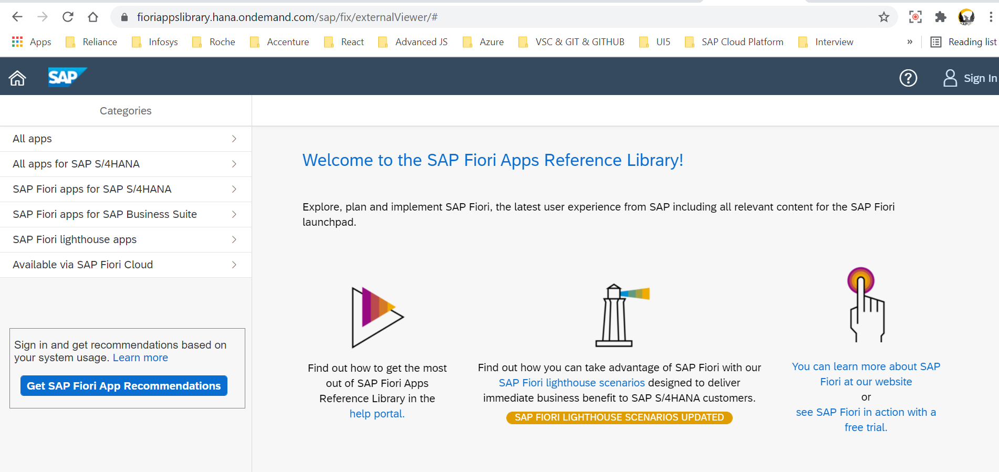 fioriappslibrary.hana.ondemand.com/sap/fix/externalViewer/#
Apps Reliance Infosys Roche Accenture React Advanced JS Azure VSC & GIT & GITHUB UI5 SAP Cloud Platform Interview » Reading list
SAP ? Sign In
Categories
All apps
All apps for SAP S/4HANA
SAP Fiori apps for SAP S/4HANA
SAP Fiori apps for SAP Business Suite
SAP Fiori lighthouse apps
Available via SAP Fiori Cloud
Sign in and get recommendations based on
your system usage. Learn more
Get SAP Fiori App Recommendations
Welcome to the SAP Fiori Apps Reference Library!
Explore, plan and implement SAP Fiori, the latest user experience from SAP including all relevant content for the SAP Fiori
launchpad.
Find out how to get the most
out of SAP Fiori Apps
Reference Library in the
help portal.
Find out how you can take advantage of SAP Fiori with our
SAP Fiori lighthouse scenarios designed to deliver
immediate business benefit to SAP S/4HANA customers.
SAP FIORI LIGHTHOUSE SCENARIOS UPDATED
You can learn more about SAP
Fiori at our website
or
see SAP Fiori in action with a
free trial.